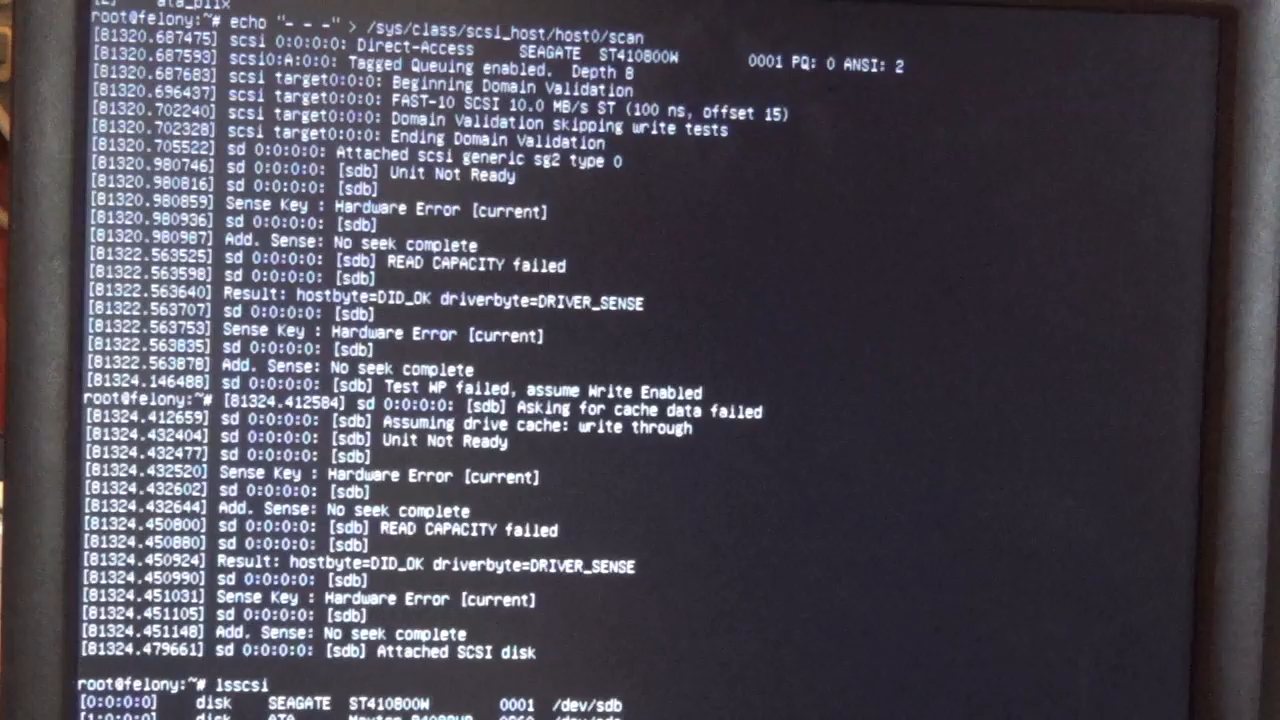 ata_piix
root@felony:~# echo "- - -" > /sys/class/scsi_host/host0/scan
[81320.687475] scsi 0:0:0:0: Direct-Access SEAGATE ST410800W 0001 PQ: 0 ANSI: 2
[81320.687593] scsi0:A:0:0: Tagged Queuing enabled. Depth 8
[81320.687683] scsi target0:0:0: Beginning Domain Validation
[81320.696437] scsi target0:0:0: FAST-10 SCSI 10.0 MB/s ST (100 ns, offset 15)
[81320.702240] scsi target0:0:0: Domain Validation skipping write tests
[81320.702328] scsi target0:0:0: Ending Domain Validation
[81320.705522] sd 0:0:0:0: Attached scsi generic sg2 type 0
[81320.980746] sd 0:0:0:0: [sdb] Unit Not Ready
[81320.980816] sd 0:0:0:0: [sdb]
[81320.980859] Sense Key : Hardware Error [current]
[81320.980936] sd 0:0:0:0: [sdb]
[81320.980987] Add. Sense: No seek complete
[81322.563525] sd 0:0:0:0: [sdb] READ CAPACITY failed
[81322.563598] sd 0:0:0:0: [sdb]
[81322.563640] Result: hostbyte=DID_OK driverbyte=DRIVER_SENSE
[81322.563707] sd 0:0:0:0: [sdb]
[81322.563753] Sense Key : Hardware Error [current]
[81322.563835] sd 0:0:0:0: [sdb]
[81322.563878] Add. Sense: No seek complete
[81324.146488] sd 0:0:0:0: [sdb] Test WP failed, assume Write Enabled
root@felony:~# [81324.412584] sd 0:0:0:0: [sdb] Asking for cache data failed
[81324.412659] sd 0:0:0:0: [sdb] Assuming drive cache: write through
[81324.432404] sd 0:0:0:0: [sdb] Unit Not Ready
[81324.432477] sd 0:0:0:0: [sdb]
[81324.432520] Sense Key : Hardware Error [current]
[81324.432602] sd 0:0:0:0: [sdb]
[81324.432644] Add. Sense: No seek complete
[81324.450800] sd 0:0:0:0: [sdb] READ CAPACITY failed
[81324.450880] sd 0:0:0:0: [sdb]
[81324.450924] Result: hostbyte=DID_OK driverbyte=DRIVER_SENSE
[81324.450990] sd 0:0:0:0: [sdb]
[81324.451031] Sense Key : Hardware Error [current]
[81324.451105] sd 0:0:0:0: [sdb]
[81324.451148] Add. Sense: No seek complete
[81324.479661] sd 0:0:0:0: [sdb] Attached SCSI disk
root@felony:~# lsscsi
[0:0:0:0] disk SEAGATE ST410800W 0001 /dev/sdb
[1:0:0:0] disk ATA Maxtor